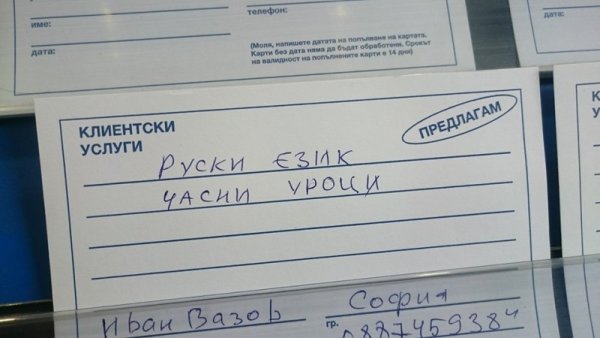 име:
телефон:
дата:
(Моля, напишете датата на попълване на картата.
Карти без дата няма да бъдат обработени. Срокът
на валидност на попълнените карти е 14 дни)
дата:
КЛИЕНТСКИ
УСЛУГИ
ПРЕДЛАГАМ
РУСКИ ЕЗИК
ЧАСНИ УРОЦИ
Иван Вазов
София
гр.
0887459384